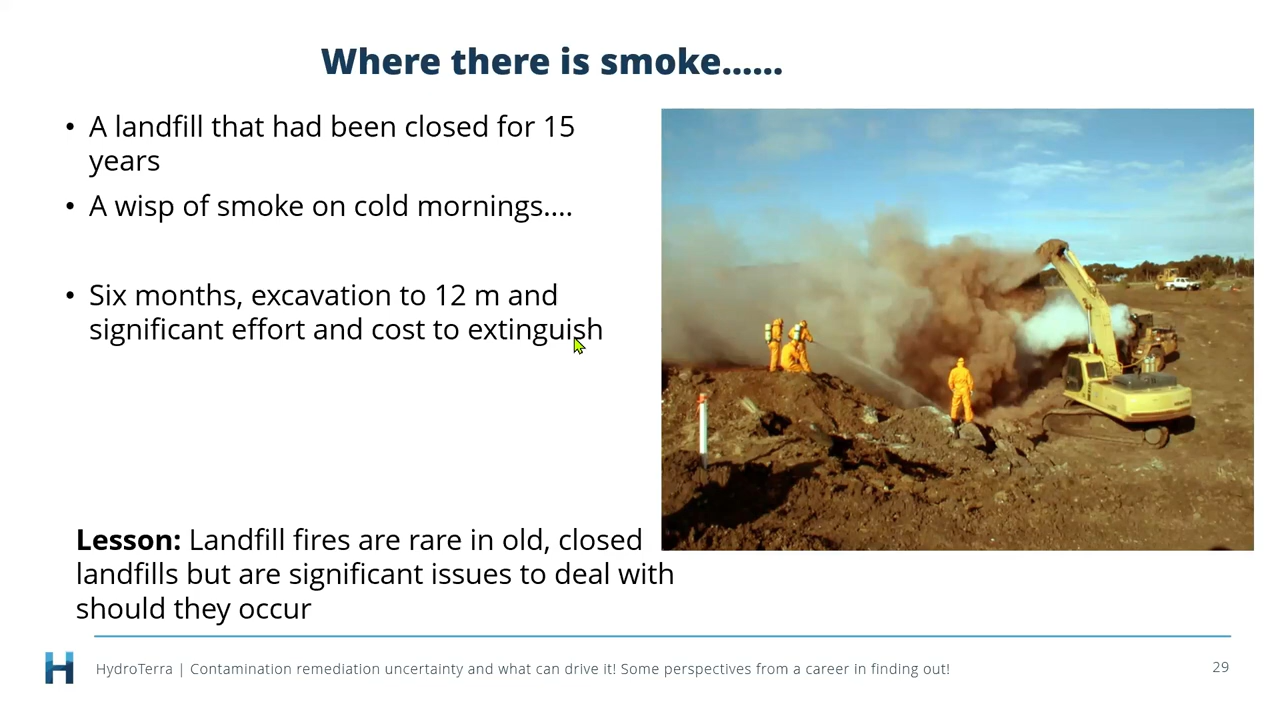 Where there is smoke......
• A landfill that had been closed for 15
years
• A wisp of smoke on cold mornings....
• Six months, excavation to 12 m and
significant effort and cost to extinguish
Lesson: Landfill fires are rare in old, closed
landfills but are significant issues to deal with
should they occur
HydroTerra | Contamination remediation uncertainty and what can drive it! Some perspectives from a career in finding out!
29